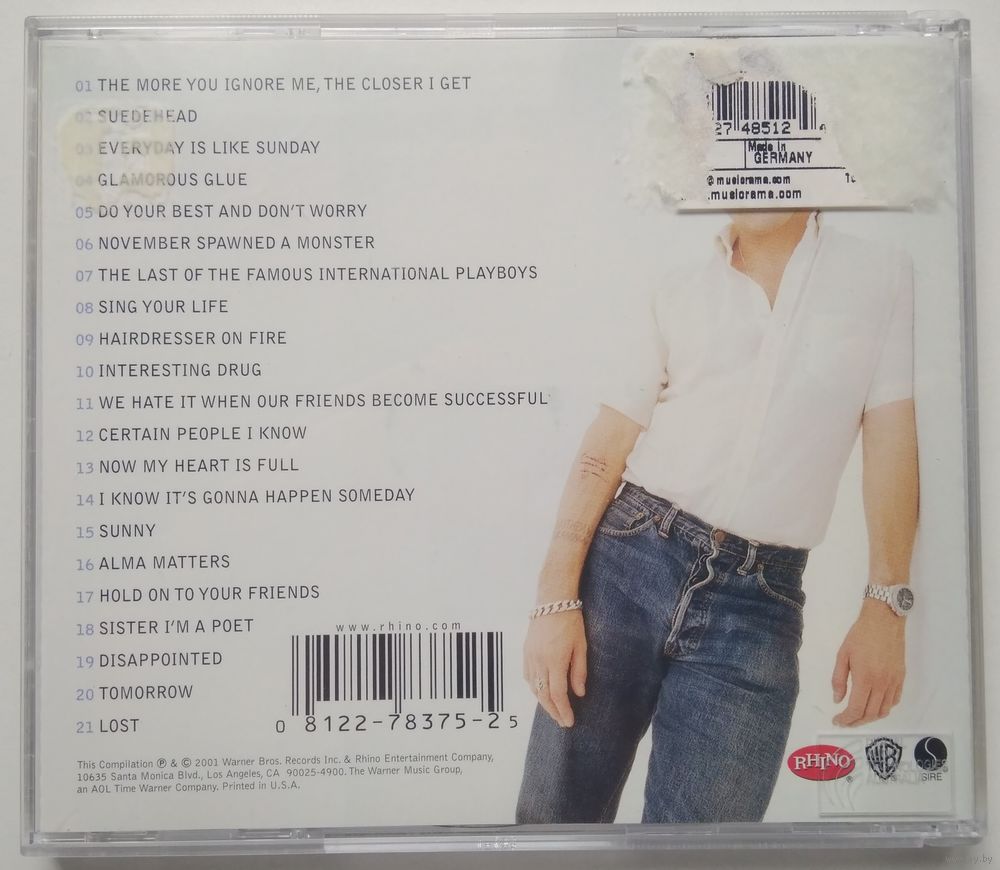 01 THE MORE YOU IGNORE ME, THE CLOSER I GET
02 SUEDEHEAD
03 EVERYDAY IS LIKE SUNDAY
04 GLAMOROUS GLUE
05 DO YOUR BEST AND DON'T WORRY
06 NOVEMBER SPAWNED A MONSTER
07 THE LAST OF THE FAMOUS INTERNATIONAL PLAYBOYS
08 SING YOUR LIFE
09 HAIRDRESSER ON FIRE
10 INTERESTING DRUG
11 WE HATE IT WHEN OUR FRIENDS BECOME SUCCESSFUL
12 CERTAIN PEOPLE I KNOW
13 NOW MY HEART IS FULL
14 I KNOW IT'S GONNA HAPPEN SOMEDAY
15 SUNNY
16 ALMA MATTERS
17 HOLD ON TO YOUR FRIENDS
18 SISTER I'M A POET
19 DISAPPOINTED
20 TOMORROW
21 LOST
27 48512
Made in
GERMANY
@musicrama.com
.musicrama.com
www.rhino.com
0 8122-78375-2 5
This Compilation ℗ & © 2001 Warner Bros. Records Inc. & Rhino Entertainment Company,
10635 Santa Monica Blvd., Los Angeles, CA 90025-4900. The Warner Music Group,
an AOL Time Warner Company. Printed in U.S.A.
RHINO
WB
SIRE